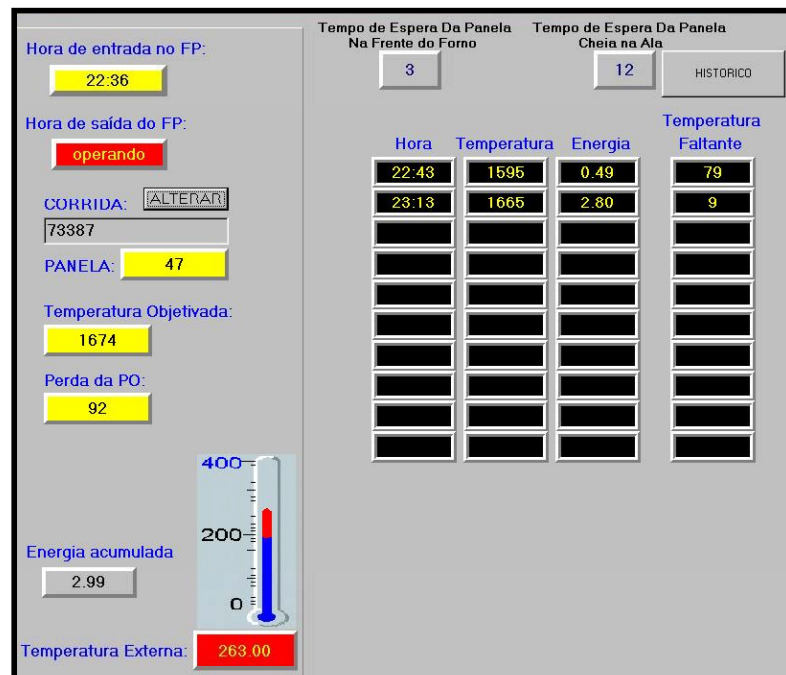 Hora de entrada no FP:
22:36
Hora de saída do FP:
operando
CORRIDA: ALTERAR
73387
PANELA: 47
Temperatura Objetivada:
1674
Perda da PO:
92
400
200
0
Energia acumulada
2.99
Temperatura Externa: 263.00
Tempo de Espera Da Panela
Na Frente do Forno
3
Tempo de Espera Da Panela
Cheia na Ala
12
HISTORICO
Hora Temperatura Energia Temperatura Faltante
22:43 1595 0.49 79
23:13 1665 2.80 9